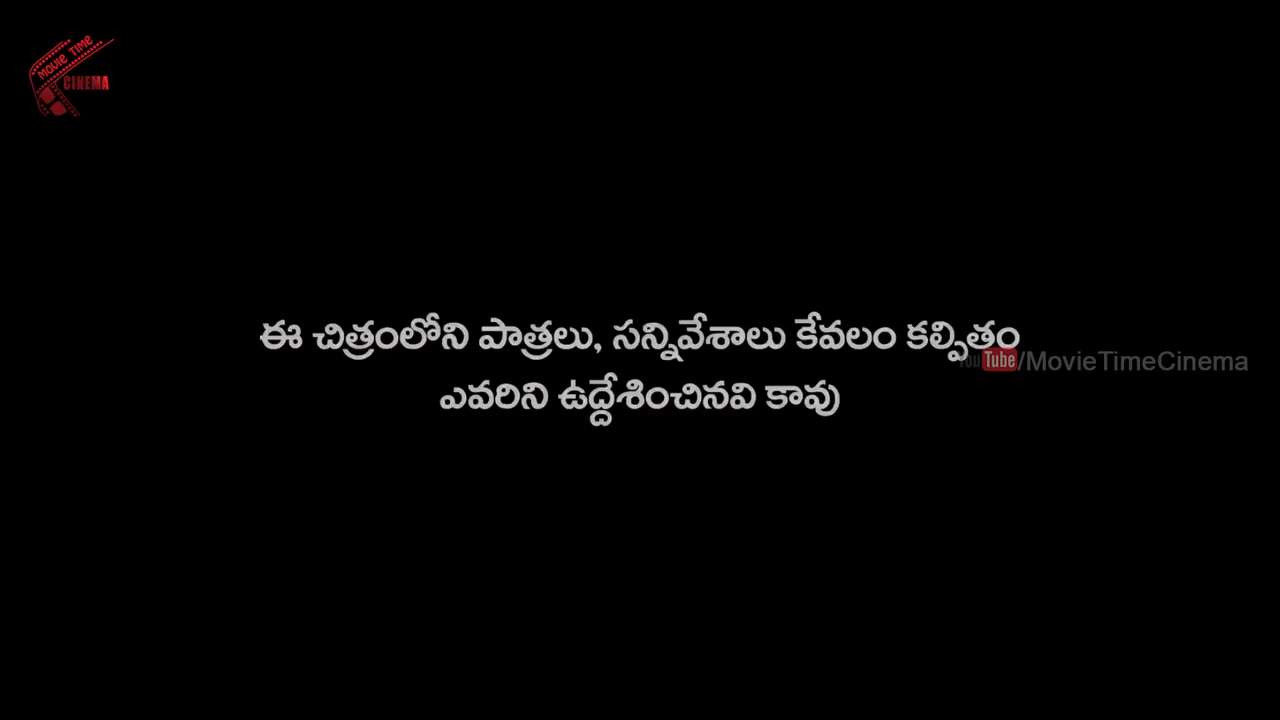 MOVIE TIME
CINEMA
ఈ చిత్రంలోని పాత్రలు, సన్నివేశాలు కేవలం కల్పితం
YouTube/MovieTimeCinema
ఎవరిని ఉద్దేశించినవి కావు